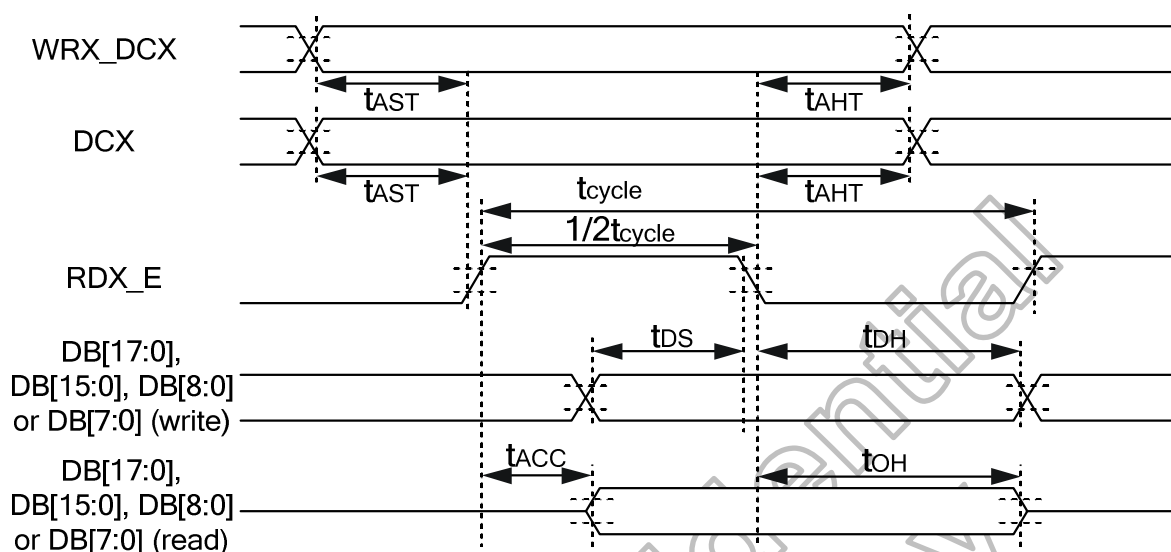 WRX_DCX
tAST
tAHT
DCX
tAST
tAHT
tcycle
1/2tcycle
RDX_E
DB[17:0],
DB[15:0], DB[8:0]
or DB[7:0] (write)
tDS
tDH
DB[17:0],
DB[15:0], DB[8:0]
or DB[7:0] (read)
tACC
tOH